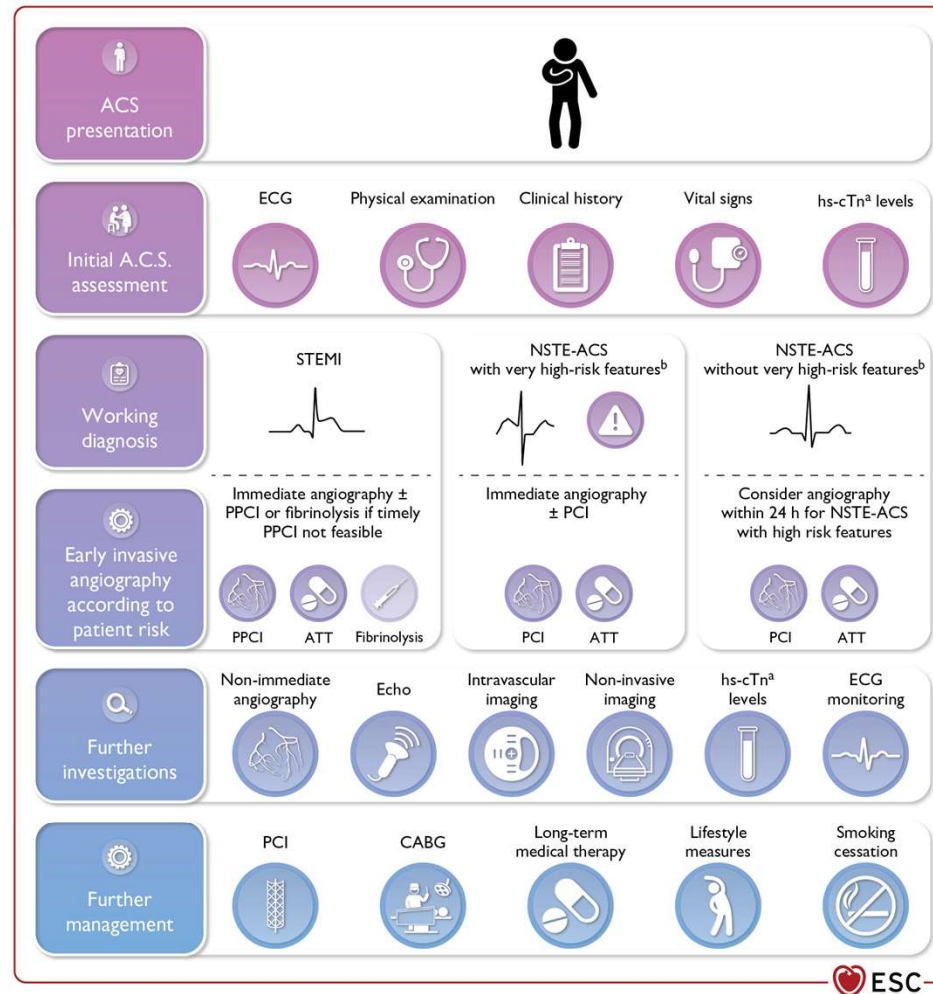 ACS
presentation
ECG
Physical examination
Clinical history
Vital signs
hs-cTnᵃ levels
Initial A.C.S.
assessment
Working
diagnosis
STEMI
NSTE-ACS
with very high-risk featuresᵇ
NSTE-ACS
without very high-risk featuresᵇ
Early invasive
angiography
according to
patient risk
Immediate angiography ±
PPCI or fibrinolysis if timely
PPCI not feasible
PPCI
ATT
Fibrinolysis
Immediate angiography
± PCI
PCI
ATT
Consider angiography
within 24 h for NSTE-ACS
with high risk features
PCI
ATT
Further
investigations
Non-immediate
angiography
Echo
Intravascular
imaging
Non-invasive
imaging
hs-cTnᵃ
levels
ECG
monitoring
Further
management
PCI
CABG
Long-term
medical therapy
Lifestyle
measures
Smoking
cessation
ESC